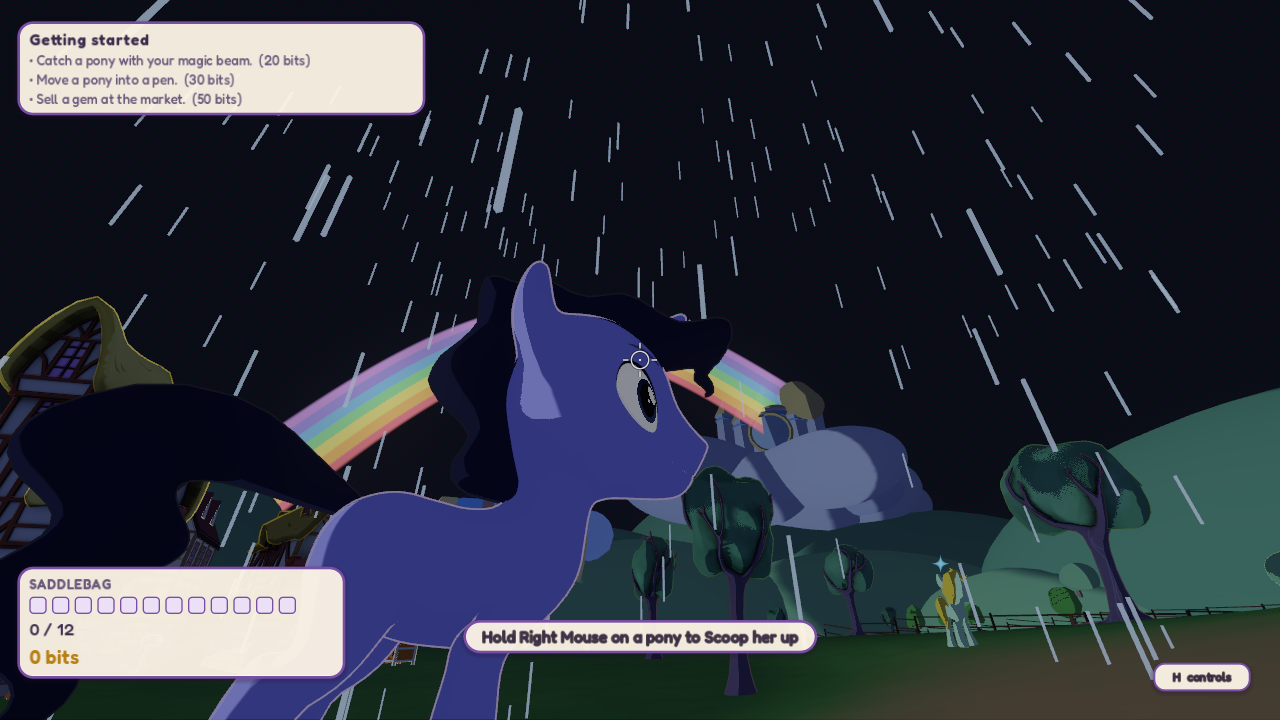 Getting started
• Catch a pony with your magic beam. (20 bits)
• Move a pony into a pen. (30 bits)
• Sell a gem at the market. (50 bits)
SADDLEBAG
0 / 12
0 bits
Hold Right Mouse on a pony to Scoop her up
H controls